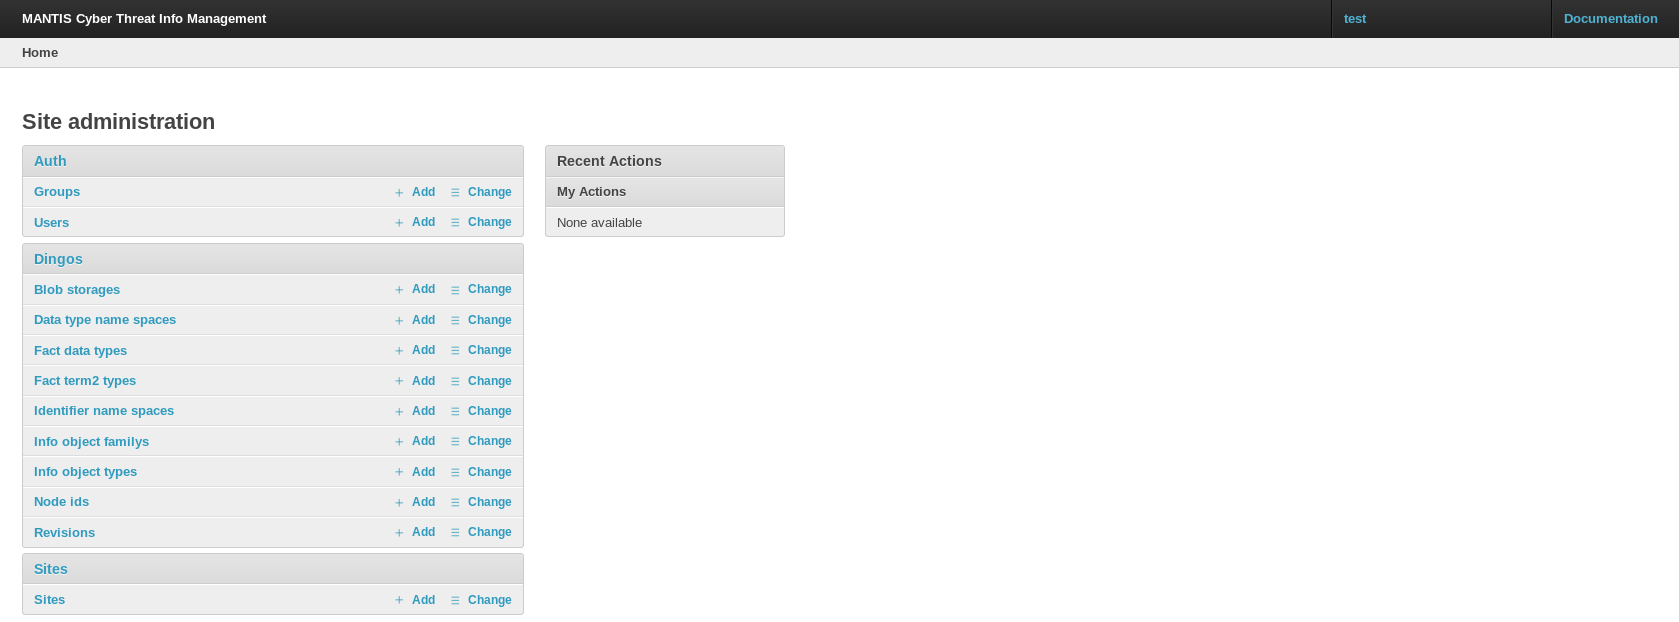 MANTIS Cyber Threat Info Management test Documentation
Home
Site administration
Auth
Groups Add Change
Users Add Change
Dingos
Blob storages Add Change
Data type name spaces Add Change
Fact data types Add Change
Fact term2 types Add Change
Identifier name spaces Add Change
Info object familys Add Change
Info object types Add Change
Node ids Add Change
Revisions Add Change
Sites
Sites Add Change
Recent Actions
My Actions
None available